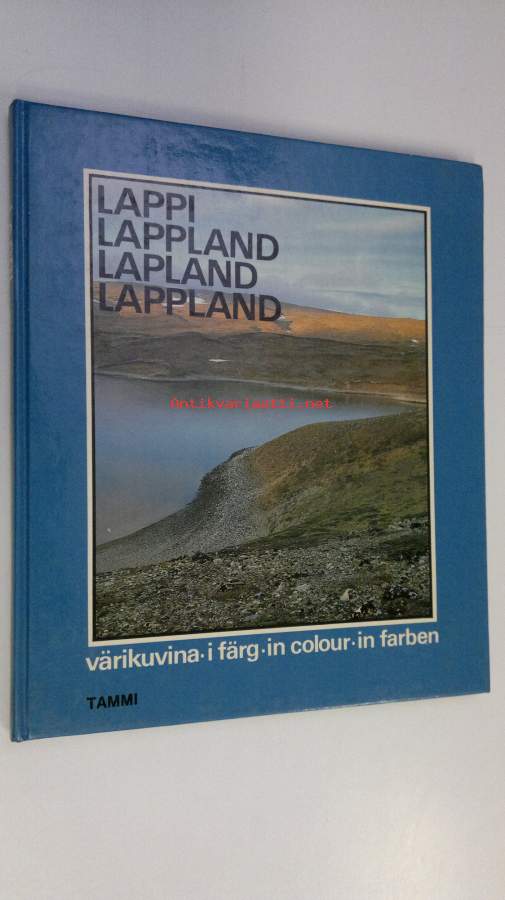 LAPPI
LAPPLAND
LAPLAND
LAPPLAND
Antikvariaatti.net
värikuvina·i färg·in colour·in farben
TAMMI